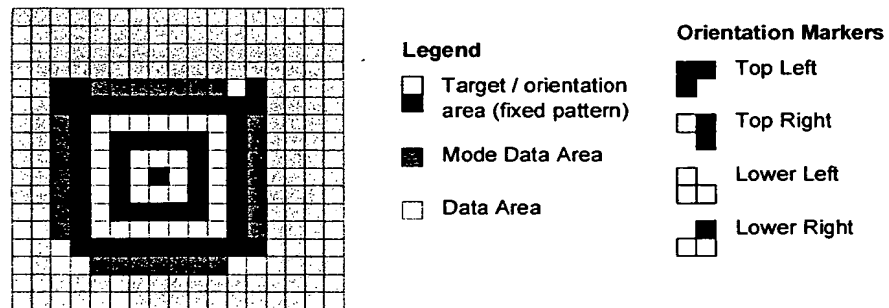 Legend
Target / orientation
area (fixed pattern)
Mode Data Area
Data Area
Orientation Markers
Top Left
Top Right
Lower Left
Lower Right